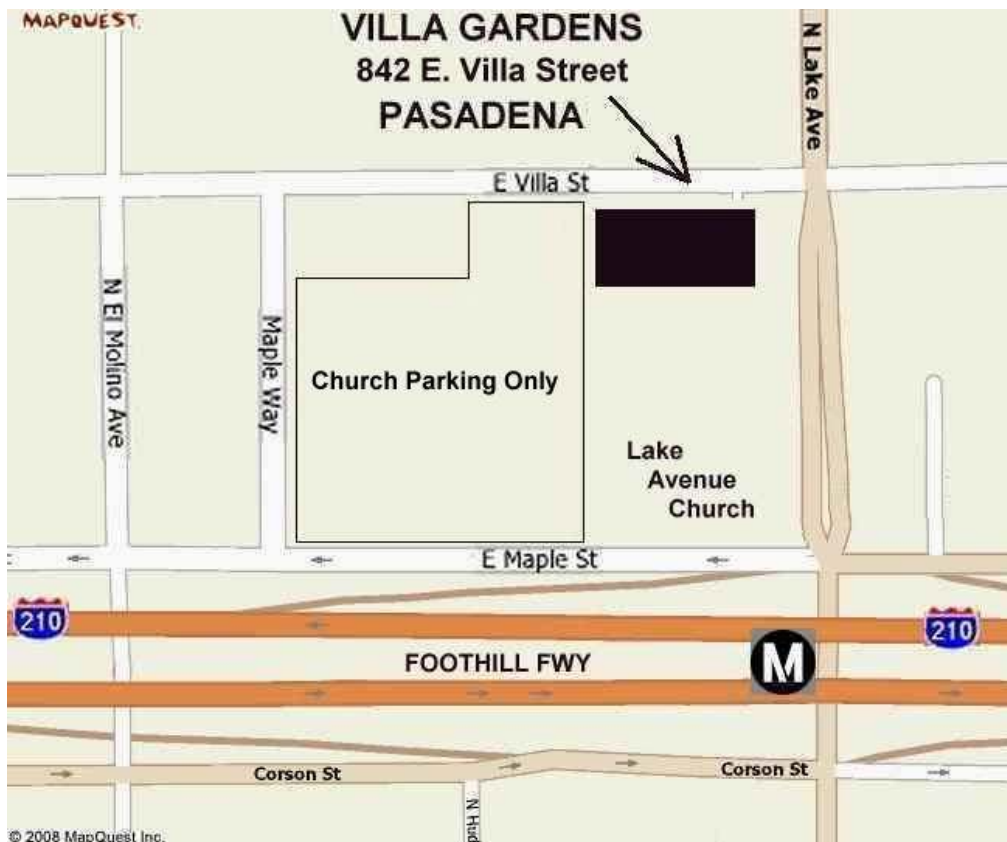 MAPQUEST.
VILLA GARDENS
842 E. Villa Street
PASADENA
N Lake Ave
E Villa St
N El Molino Ave
Maple Way
Church Parking Only
Lake
Avenue
Church
E Maple St
210
210
FOOTHILL FWY
M
Corson St
Corson St
N Hud
© 2008 MapQuest Inc.